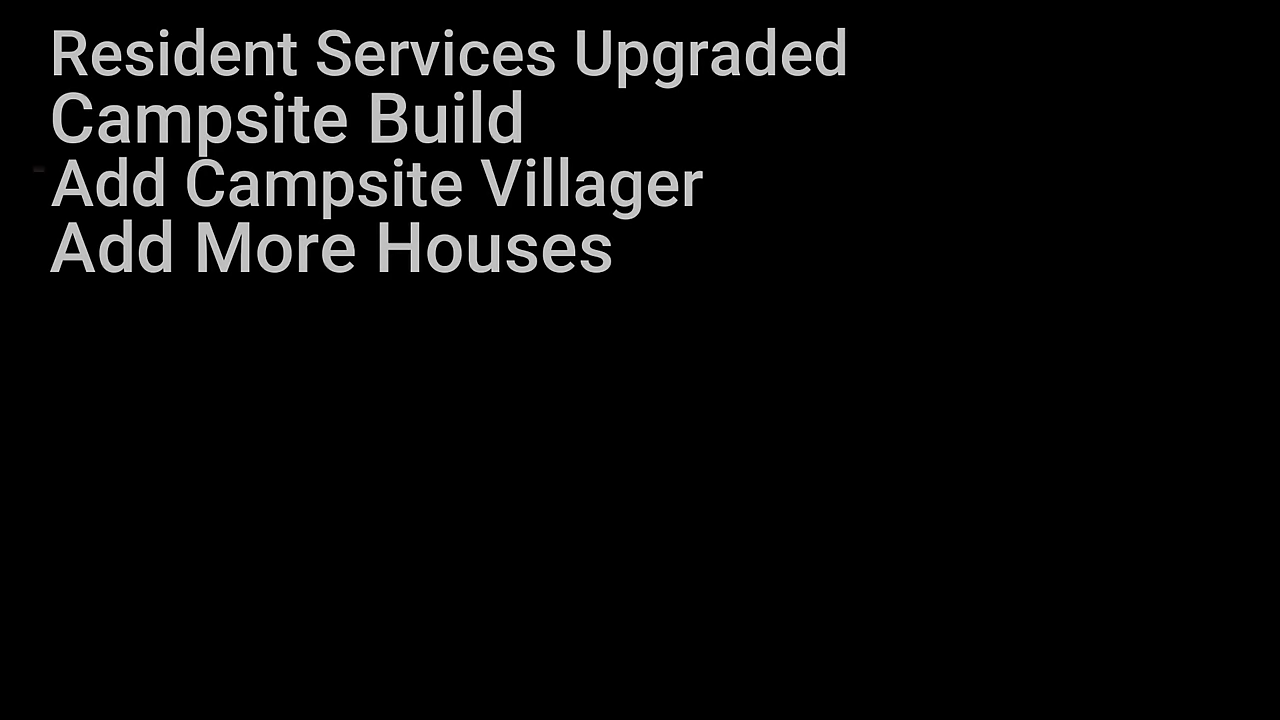 Resident Services Upgraded
Campsite Build
Add Campsite Villager
Add More Houses